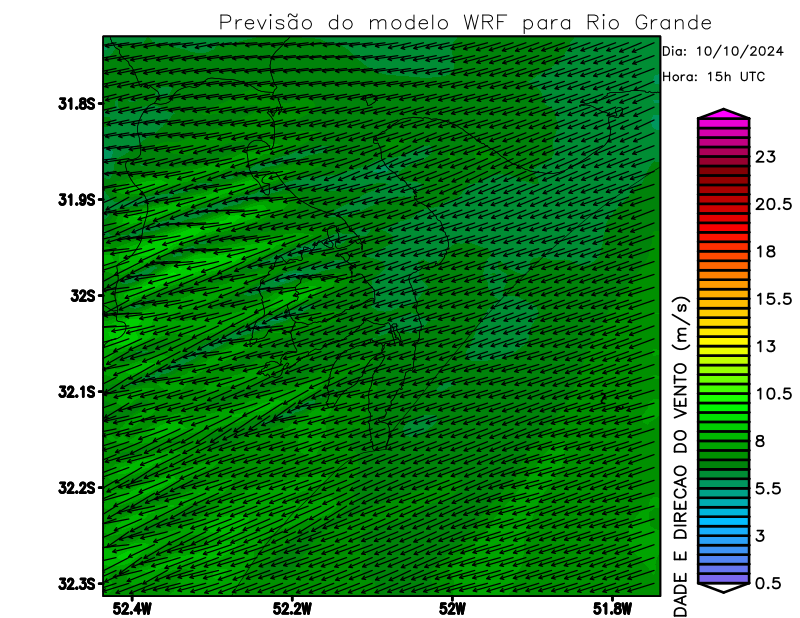 Previsão do modelo WRF para Rio Grande
Dia: 10/10/2024
Hora: 15h UTC
31.8S
31.9S
32S
32.1S
32.2S
32.3S
52.4W
52.2W
52W
51.8W
DADE E DIRECAO DO VENTO (m/s)
23
20.5
18
15.5
13
10.5
8
5.5
3
0.5